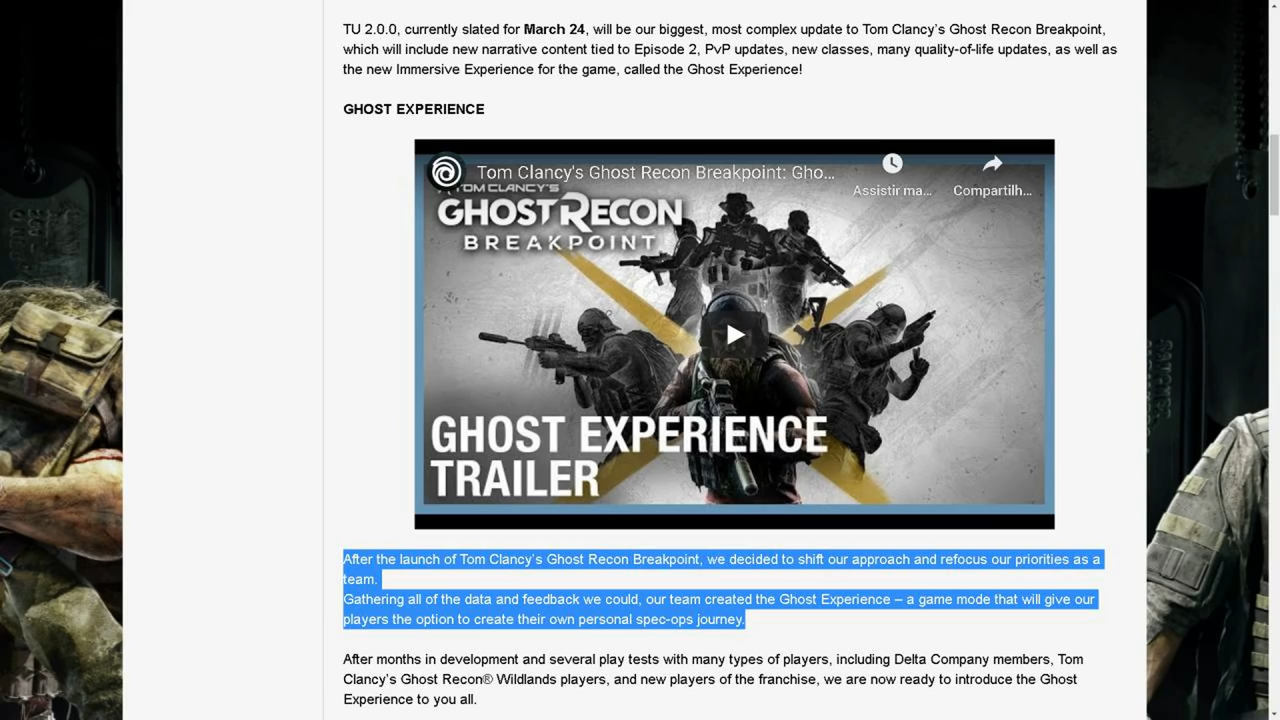 TU 2.0.0, currently slated for March 24, will be our biggest, most complex update to Tom Clancy’s Ghost Recon Breakpoint,
which will include new narrative content tied to Episode 2, PvP updates, new classes, many quality-of-life updates, as well as
the new Immersive Experience for the game, called the Ghost Experience!
GHOST EXPERIENCE
Tom Clancy's Ghost Recon Breakpoint: Gho...
Assistir ma...
Compartilh...
TOM CLANCY'S
GHOST RECON
BREAKPOINT
GHOST EXPERIENCE
TRAILER
After the launch of Tom Clancy’s Ghost Recon Breakpoint, we decided to shift our approach and refocus our priorities as a
team.
Gathering all of the data and feedback we could, our team created the Ghost Experience – a game mode that will give our
players the option to create their own personal spec-ops journey.
After months in development and several play tests with many types of players, including Delta Company members, Tom
Clancy’s Ghost Recon® Wildlands players, and new players of the franchise, we are now ready to introduce the Ghost
Experience to you all.